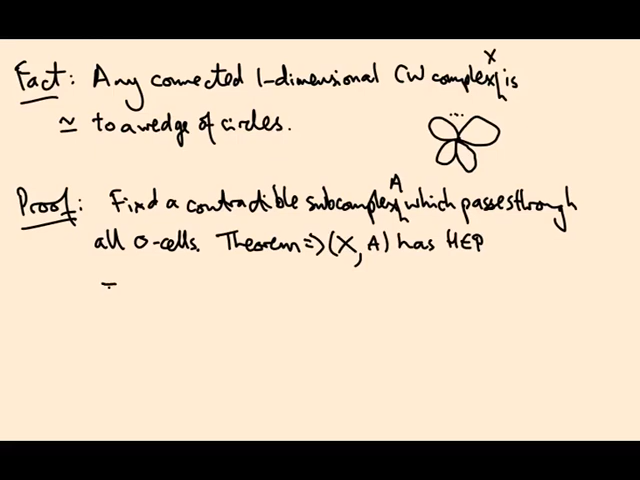 Fact: Any connected 1-dimensional CW complex X is
≃ to a wedge of circles.
Proof: Find a contractible subcomplex A which passes through
all 0-cells. Theorem => (X, A) has HEP